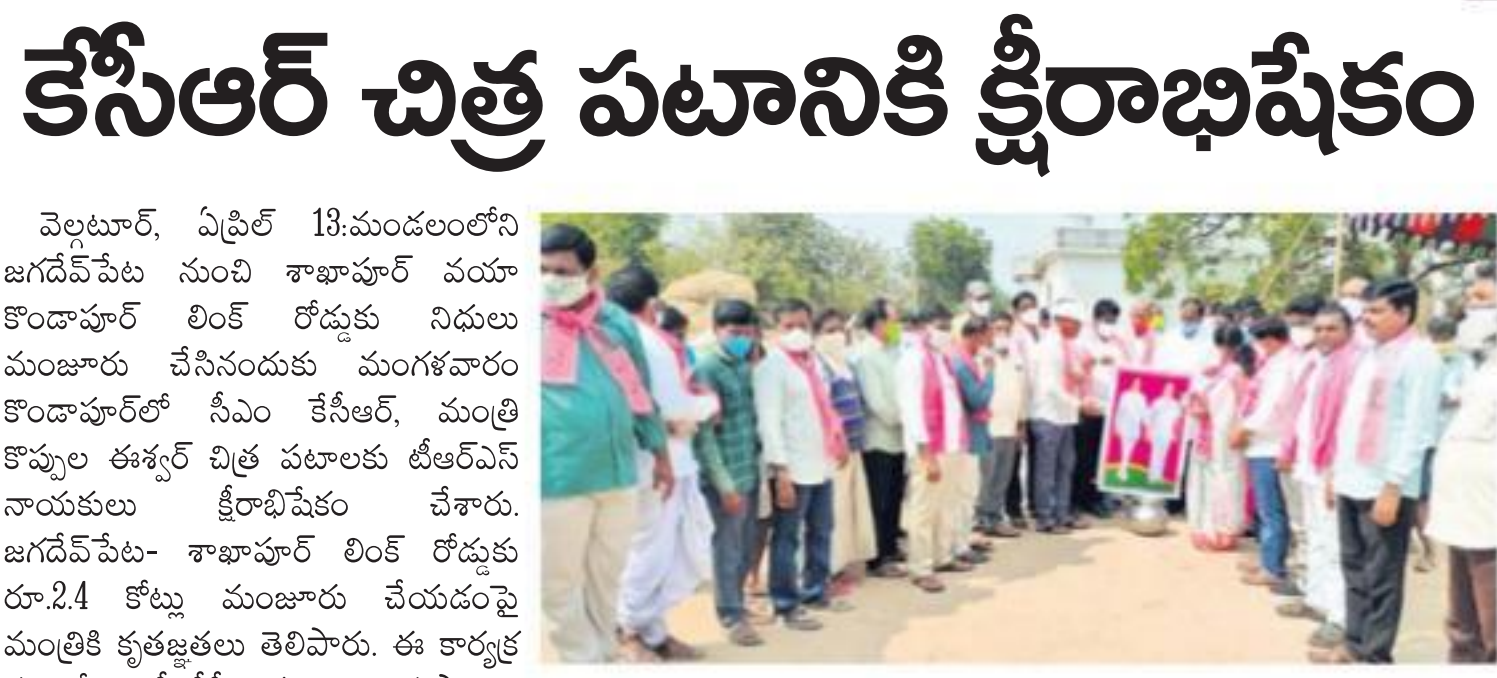 కేసీఆర్ చిత్ర పటానికి క్షీరాభిషేకం
వెల్గటూర్, ఏప్రిల్ 13:మండలంలోని
జగదేవ్‌పేట నుంచి శాఖాపూర్ వయా
కొండాపూర్ లింక్ రోడ్డుకు నిధులు
మంజూరు చేసినందుకు మంగళవారం
కొండాపూర్‌లో సీఎం కేసీఆర్, మంత్రి
కొప్పుల ఈశ్వర్ చిత్ర పటాలకు టీఆర్ఎస్
నాయకులు క్షీరాభిషేకం చేశారు.
జగదేవ్‌పేట- శాఖాపూర్ లింక్ రోడ్డుకు
రూ.2.4 కోట్లు మంజూరు చేయడంపై
మంత్రికి కృతజ్ఞతలు తెలిపారు. ఈ కార్యక్ర